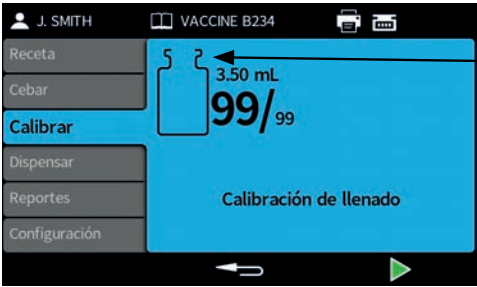 J. SMITH VACCINE B234
Receta
Cebar
Calibrar
Dispensar
Reportes
Configuración
3.50 mL
99/99
Calibración de llenado